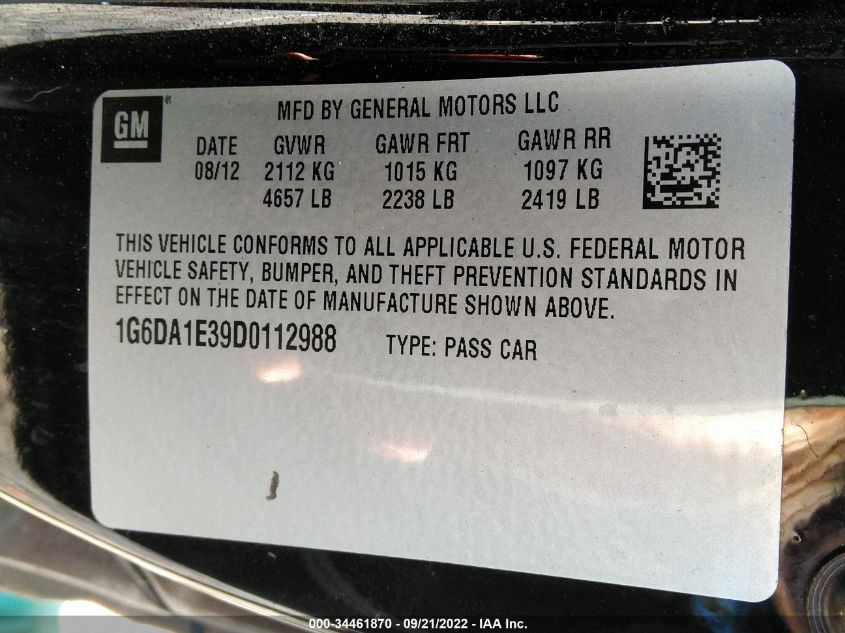 GM ®
MFD BY GENERAL MOTORS LLC
DATE GVWR GAWR FRT GAWR RR
08/12 2112 KG 1015 KG 1097 KG
4657 LB 2238 LB 2419 LB
THIS VEHICLE CONFORMS TO ALL APPLICABLE U.S. FEDERAL MOTOR
VEHICLE SAFETY, BUMPER, AND THEFT PREVENTION STANDARDS IN
EFFECT ON THE DATE OF MANUFACTURE SHOWN ABOVE.
1G6DA1E39D0112988 TYPE: PASS CAR
000-34461870 - 09/21/2022 - IAA Inc.